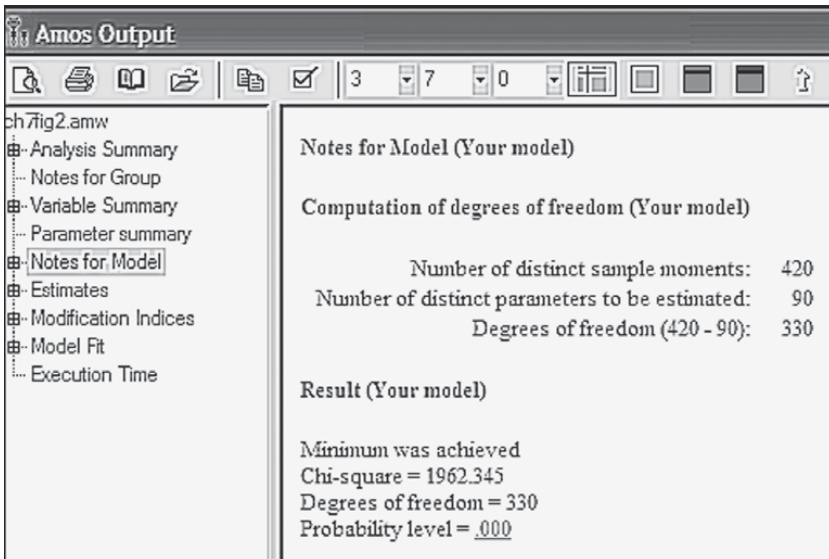 Amos Output
3 7 0
ch7fig2.amw
Analysis Summary
Notes for Group
Variable Summary
Parameter summary
Notes for Model
Estimates
Modification Indices
Model Fit
Execution Time
Notes for Model (Your model)
Computation of degrees of freedom (Your model)
Number of distinct sample moments: 420
Number of distinct parameters to be estimated: 90
Degrees of freedom (420 - 90): 330
Result (Your model)
Minimum was achieved
Chi-square = 1962.345
Degrees of freedom = 330
Probability level = .000